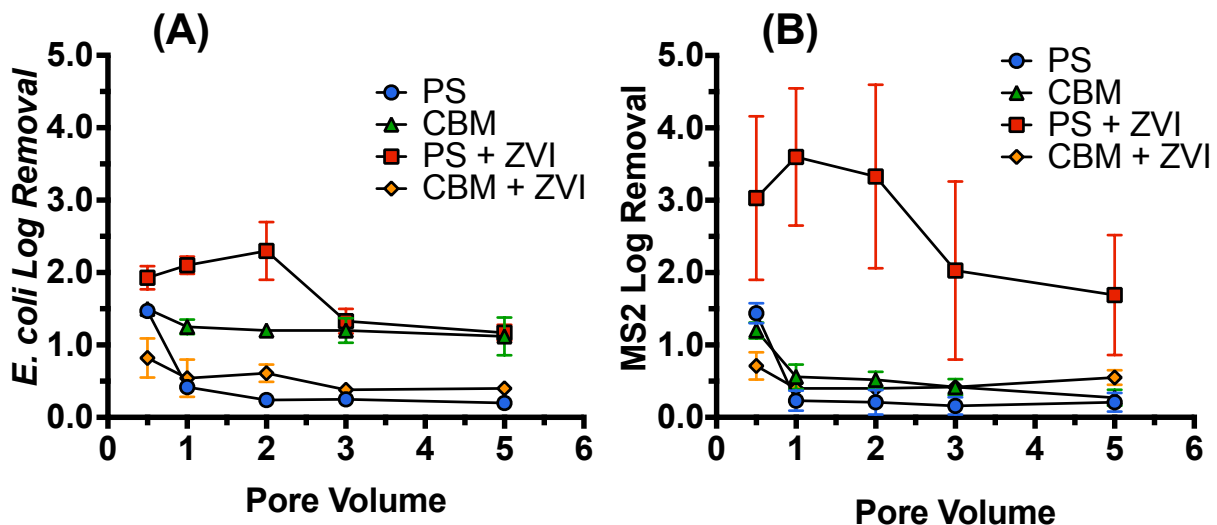 (A)
E. coli Log Removal
5.0
4.0
3.0
2.0
1.0
0.0
0 1 2 3 4 5 6
Pore Volume
PS
CBM
PS + ZVI
CBM + ZVI
(B)
MS2 Log Removal
5.0
4.0
3.0
2.0
1.0
0.0
0 1 2 3 4 5 6
Pore Volume
PS
CBM
PS + ZVI
CBM + ZVI